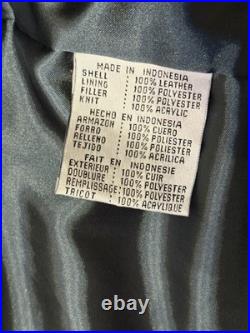 MADE IN INDONESIA
SHELL :100% LEATHER
LINING :100% POLYESTER
FILLER :100% POLYESTER
KNIT :100% ACRYLIC
HECHO EN INDONESIA
ARMAZON :100% CUERO
FORRO :100% POLIESTER
RELLENO :100% POLIESTER
TEJIDO :100% ACRILICA
FAIT EN INDONESIE
EXTÉRIEUR :100% CUIR
DOUBLURE :100% POLYESTER
REMPLISSAGE:100% POLYESTER
TRICOT :100% ACRYLIQUE